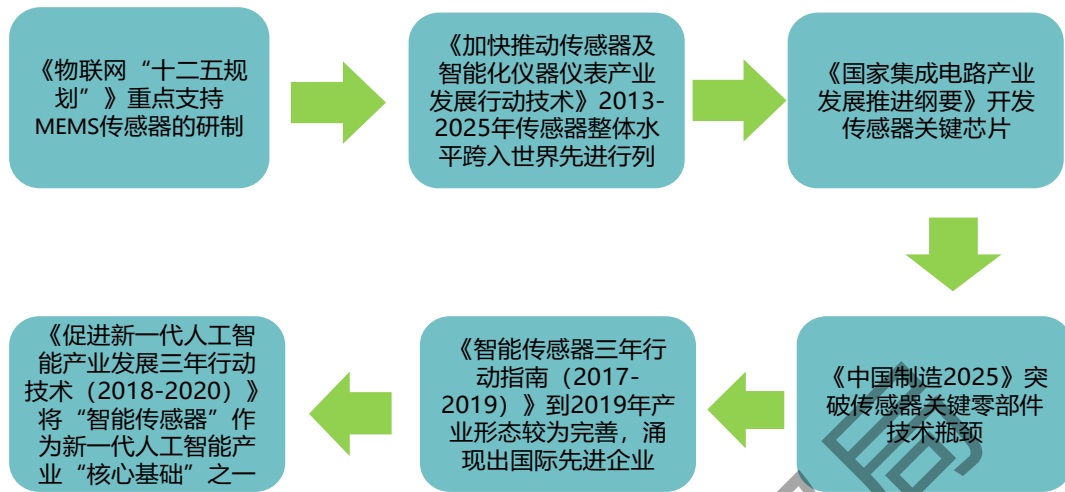 《物联网“十二五规
划”》重点支持
MEMS传感器的研制
《加快推动传感器及
智能化仪器仪表产业
发展行动技术》2013-
2025年传感器整体水
平跨入世界先进行列
《国家集成电路产业
发展推进纲要》开发
传感器关键芯片
《中国制造2025》突
破传感器关键零部件
技术瓶颈
《智能传感器三年行
动指南（2017-
2019）》到2019年产
业形态较为完善，涌
现出国际先进企业
《促进新一代人工智
能产业发展三年行动
技术（2018-2020）》
将“智能传感器”作
为新一代人工智能产
业“核心基础”之一